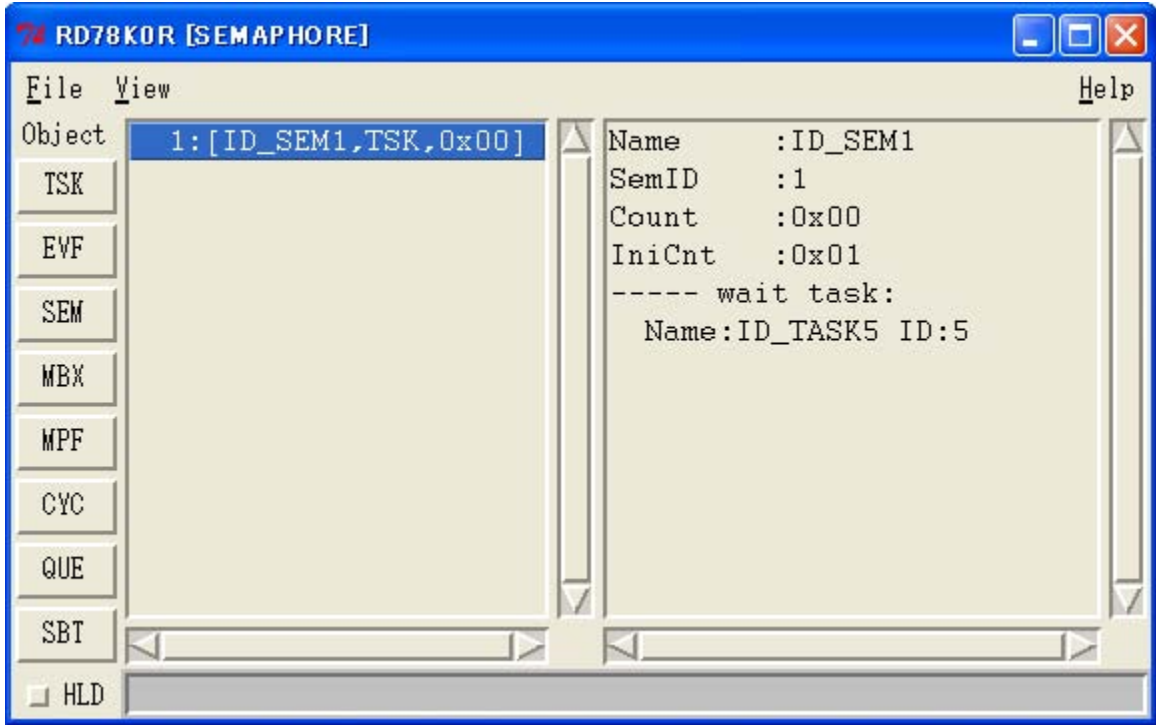 RD78K0R [SEMAPHORE]
File View Help
Object
TSK
EVF
SEM
MBX
MPF
CYC
QUE
SBT
HLD
1:[ID_SEM1,TSK,0x00]
Name :ID_SEM1
SemID :1
Count :0x00
IniCnt :0x01
----- wait task:
Name:ID_TASK5 ID:5